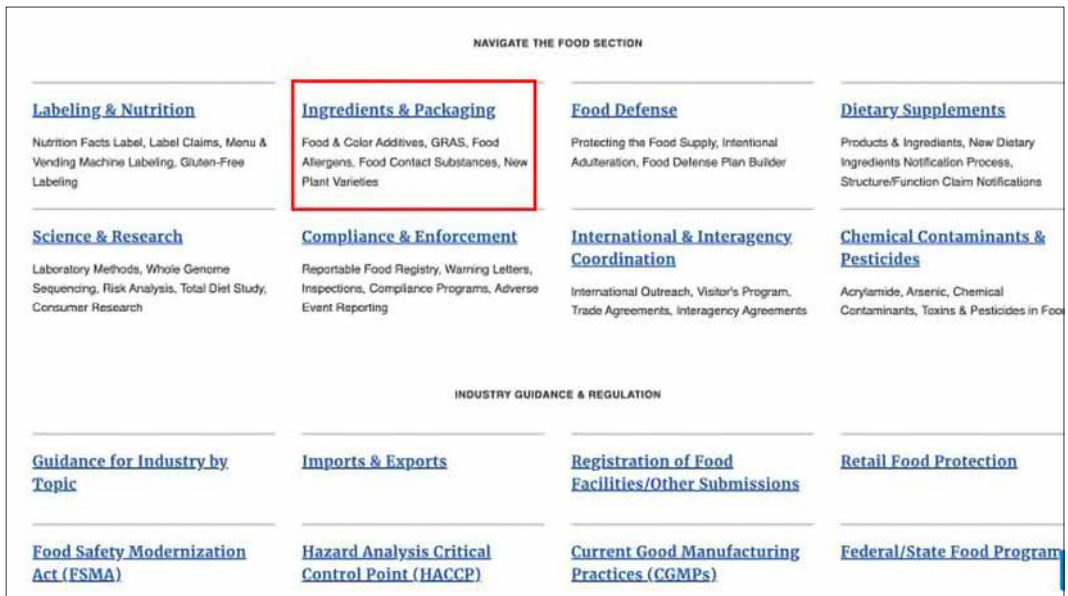 NAVIGATE THE FOOD SECTION
Labeling & Nutrition
Nutrition Facts Label, Label Claims, Menu &
Vending Machine Labeling, Gluten-Free
Labeling
Ingredients & Packaging
Food & Color Additives, GRAS, Food
Allergens, Food Contact Substances, New
Plant Varieties
Food Defense
Protecting the Food Supply, Intentional
Adulteration, Food Defense Plan Builder
Dietary Supplements
Products & Ingredients, New Dietary
Ingredients Notification Process,
Structure/Function Claim Notifications
Science & Research
Laboratory Methods, Whole Genome
Sequencing, Risk Analysis, Total Diet Study,
Consumer Research
Compliance & Enforcement
Reportable Food Registry, Warning Letters,
Inspections, Compliance Programs, Adverse
Event Reporting
International & Interagency
Coordination
International Outreach, Visitor's Program,
Trade Agreements, Interagency Agreements
Chemical Contaminants &
Pesticides
Acrylamide, Arsenic, Chemical
Contaminants, Toxins & Pesticides in Foo
INDUSTRY GUIDANCE & REGULATION
Guidance for Industry by
Topic
Imports & Exports
Registration of Food
Facilities/Other Submissions
Retail Food Protection
Food Safety Modernization
Act (FSMA)
Hazard Analysis Critical
Control Point (HACCP)
Current Good Manufacturing
Practices (CGMPs)
Federal/State Food Program